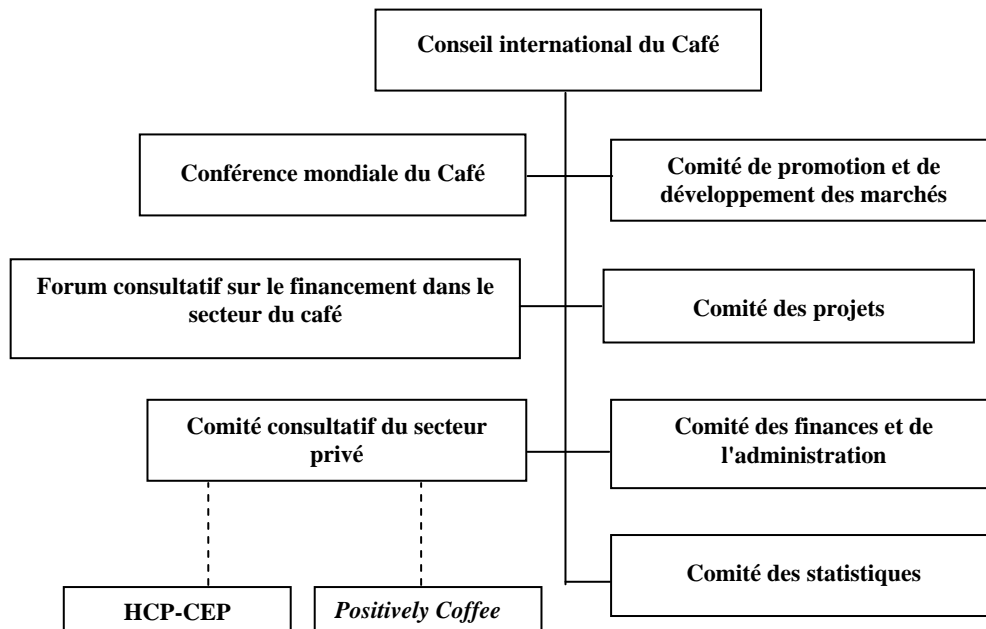 Conseil international du Café
Conférence mondiale du Café
Comité de promotion et de
développement des marchés
Forum consultatif sur le financement dans le
secteur du café
Comité des projets
Comité consultatif du secteur
privé
Comité des finances et de
l'administration
Comité des statistiques
HCP-CEP
Positively Coffee